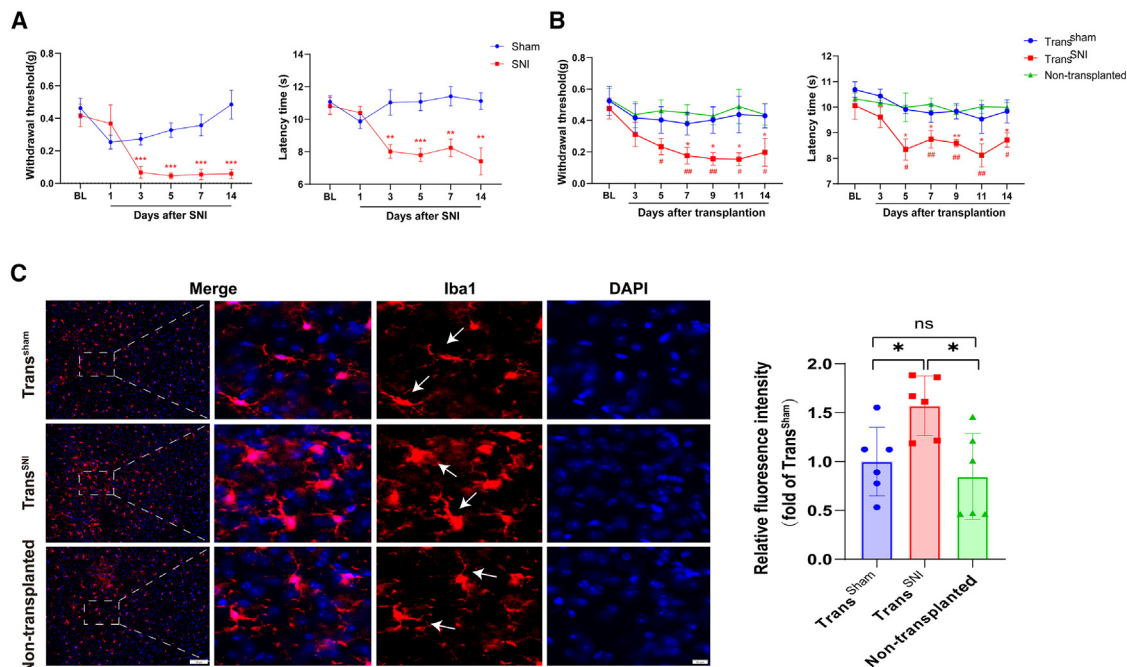 A
B
Withdrawal threshold(g)
0.6
0.4
0.2
0.0
BL 1 3 5 7 14
Days after SNI
*** *** *** ***
Latency time (s)
12
10
8
6
BL 1 3 5 7 14
Days after SNI
** *** ** **
Sham
SNI
Withdrawal threshold(g)
0.8
0.6
0.4
0.2
0.0
BL 3 5 7 9 11 14
Days after transplantion
* * * *
# ## ## # #
Latency time (s)
12
11
10
9
8
7
BL 3 5 7 9 11 14
Days after transplantion
* * ** * *
# ## ## ## #
Trans sham
Trans SNI
Non-transplanted
C
Merge
Iba1
DAPI
Trans sham
Trans SNI
Non-transplanted
Relative fluoresence intensity
(fold of Trans Sham)
2.0
1.5
1.0
0.5
0.0
ns
* *
Trans Sham
Trans SNI
Non-transplanted